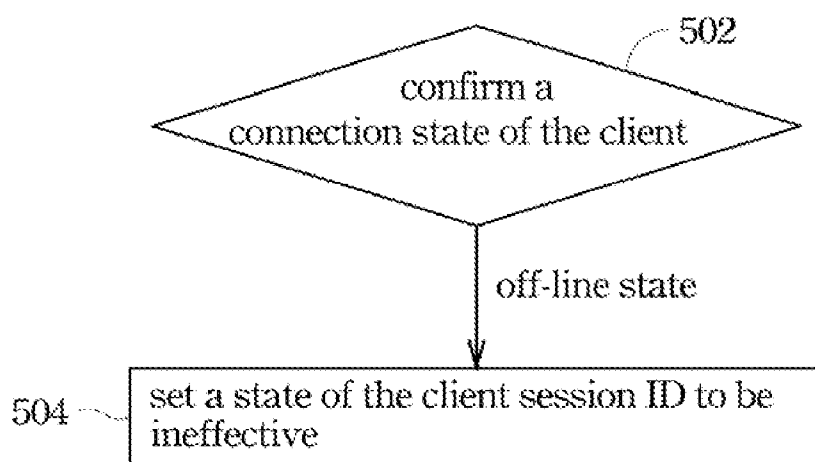 502
confirm a
connection state of the client
off-line state
504
set a state of the client session ID to be
ineffective